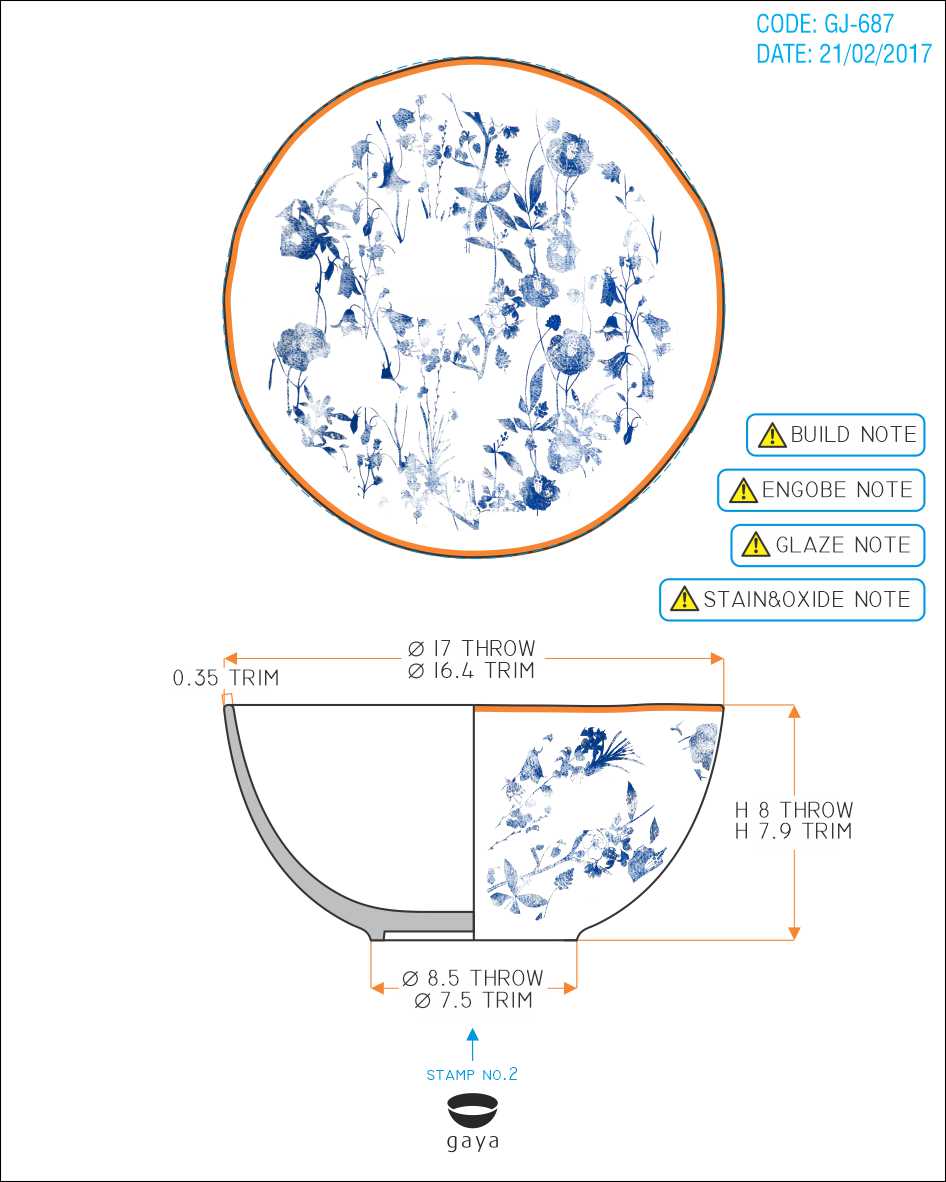 CODE: GJ-687
DATE: 21/02/2017
BUILD NOTE
ENGOBE NOTE
GLAZE NOTE
STAIN&OXIDE NOTE
Ø 17 THROW
Ø 16.4 TRIM
0.35 TRIM
H 8 THROW
H 7.9 TRIM
Ø 8.5 THROW
Ø 7.5 TRIM
STAMP NO.2
gaya